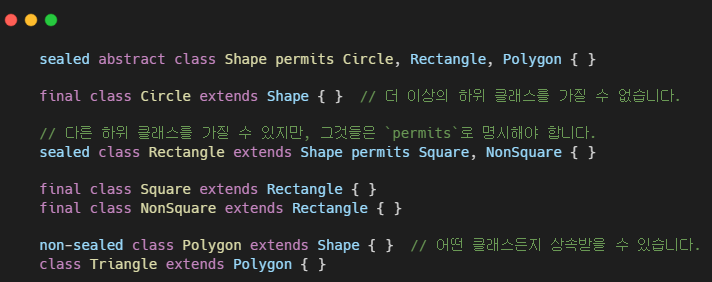 sealed abstract class Shape permits Circle, Rectangle, Polygon { }
final class Circle extends Shape { }  // 더 이상의 하위 클래스를 가질 수 없습니다.
// 다른 하위 클래스를 가질 수 있지만, 그것들은 `permits`로 명시해야 합니다.
sealed class Rectangle extends Shape permits Square, NonSquare { }
final class Square extends Rectangle { }
final class NonSquare extends Rectangle { }
non-sealed class Polygon extends Shape { }  // 어떤 클래스든지 상속받을 수 있습니다.
class Triangle extends Polygon { }